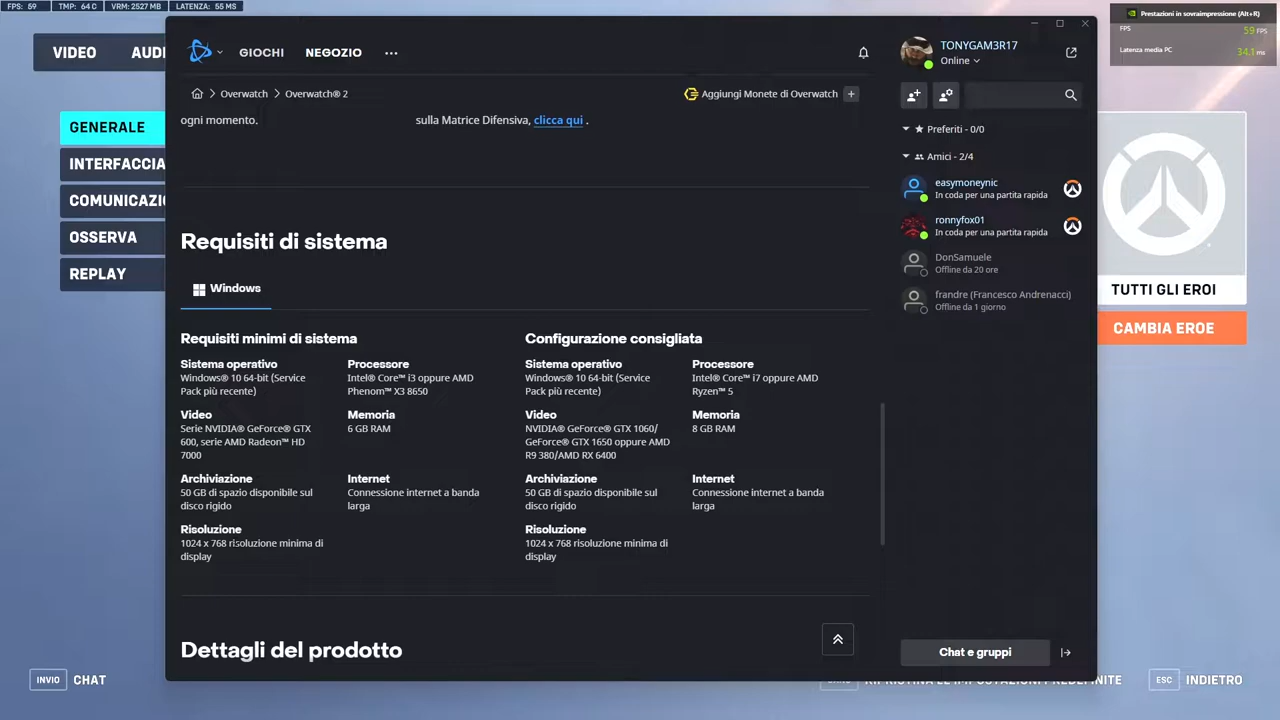 FPS: 59 TMP: 64 C VRM: 2527 MB LATENZA: 55 MS
Prestazioni in sovraimpressione (Alt+R)
FPS 59 FPS
Latenza media PC 34.1 ms
VIDEO AUDI
GENERALE
INTERFACCIA
COMUNICAZIO
OSSERVA
REPLAY
GIOCHI NEGOZIO ...
TONYGAM3R17
Online
Overwatch Overwatch® 2
Aggiungi Monete di Overwatch +
ogni momento.
sulla Matrice Difensiva, clicca qui .
Requisiti di sistema
Windows
Requisiti minimi di sistema
Sistema operativo
Windows® 10 64-bit (Service
Pack più recente)
Processore
Intel® Core™ i3 oppure AMD
Phenom™ X3 8650
Video
Serie NVIDIA® GeForce® GTX
600, serie AMD Radeon™ HD
7000
Memoria
6 GB RAM
Archiviazione
50 GB di spazio disponibile sul
disco rigido
Internet
Connessione internet a banda
larga
Risoluzione
1024 x 768 risoluzione minima di
display
Configurazione consigliata
Sistema operativo
Windows® 10 64-bit (Service
Pack più recente)
Processore
Intel® Core™ i7 oppure AMD
Ryzen™ 5
Video
NVIDIA® GeForce® GTX 1060/
GeForce® GTX 1650 oppure AMD
R9 380/AMD RX 6400
Memoria
8 GB RAM
Archiviazione
50 GB di spazio disponibile sul
disco rigido
Internet
Connessione internet a banda
larga
Risoluzione
1024 x 768 risoluzione minima di
display
Dettagli del prodotto
Preferiti - 0/0
Amici - 2/4
easymoneynic
In coda per una partita rapida
ronnyfox01
In coda per una partita rapida
DonSamuele
Offline da 20 ore
frandre (Francesco Andrenacci)
Offline da 1 giorno
Chat e gruppi
TUTTI GLI EROI
CAMBIA EROE
INVIO CHAT
RIPRISTINA LE IMPOSTAZIONI PREDEFINITE
ESC INDIETRO